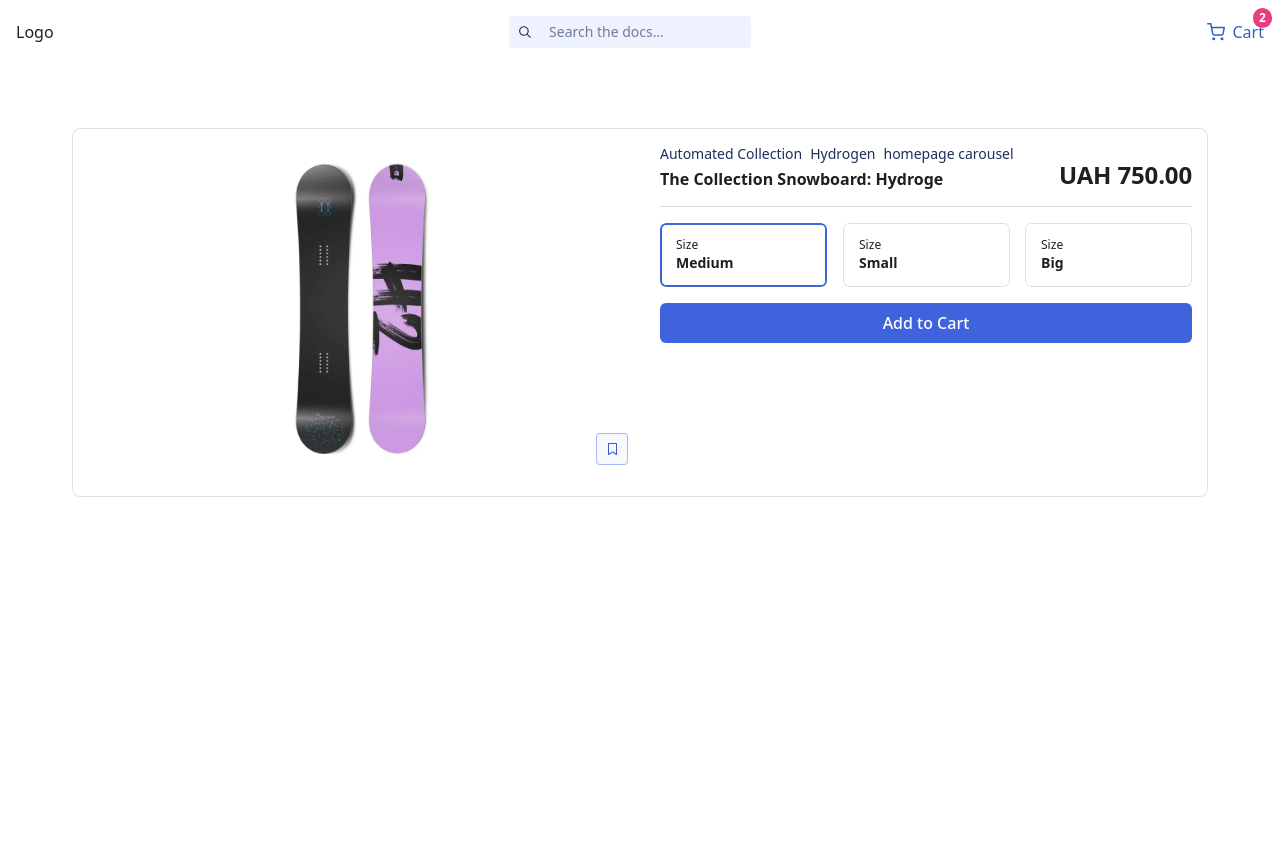 Logo
Search the docs...
Cart
2
Automated Collection Hydrogen homepage carousel
The Collection Snowboard: Hydroge
UAH 750.00
Size
Medium
Size
Small
Size
Big
Add to Cart